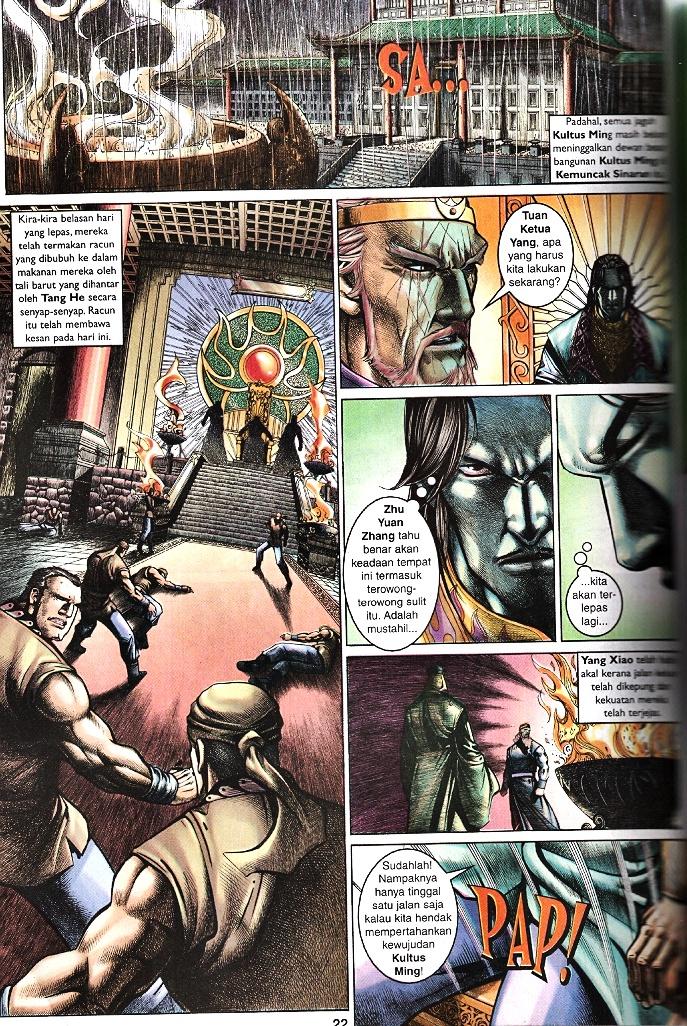 SA...
Padahal, semua jaguh
Kultus Ming masih
meninggalkan dewan
bangunan Kultus Ming
Kemuncak Sinaran
Kira-kira belasan hari
yang lepas, mereka
telah termakan racun
yang dibubuh ke dalam
makanan mereka oleh
tali barut yang dihantar
oleh Tang He secara
senyap-senyap. Racun
itu telah membawa
kesan pada hari ini.
Tuan
Ketua
Yang, apa
yang harus
kita lakukan
sekarang?
Zhu
Yuan
Zhang tahu
benar akan
keadaan tempat
ini termasuk
terowong-
terowong sulit
itu. Adalah
mustahil...
...kita
akan ter-
lepas
lagi...
Yang Xiao telah
akal kerana jalan
telah dikepung dan
kekuatan mereka
telah terjejas.
Sudahlah!
Nampaknya
hanya tinggal
satu jalan saja
kalau kita hendak
mempertahankan
kewujudan
Kultus
Ming!
PAP!
22